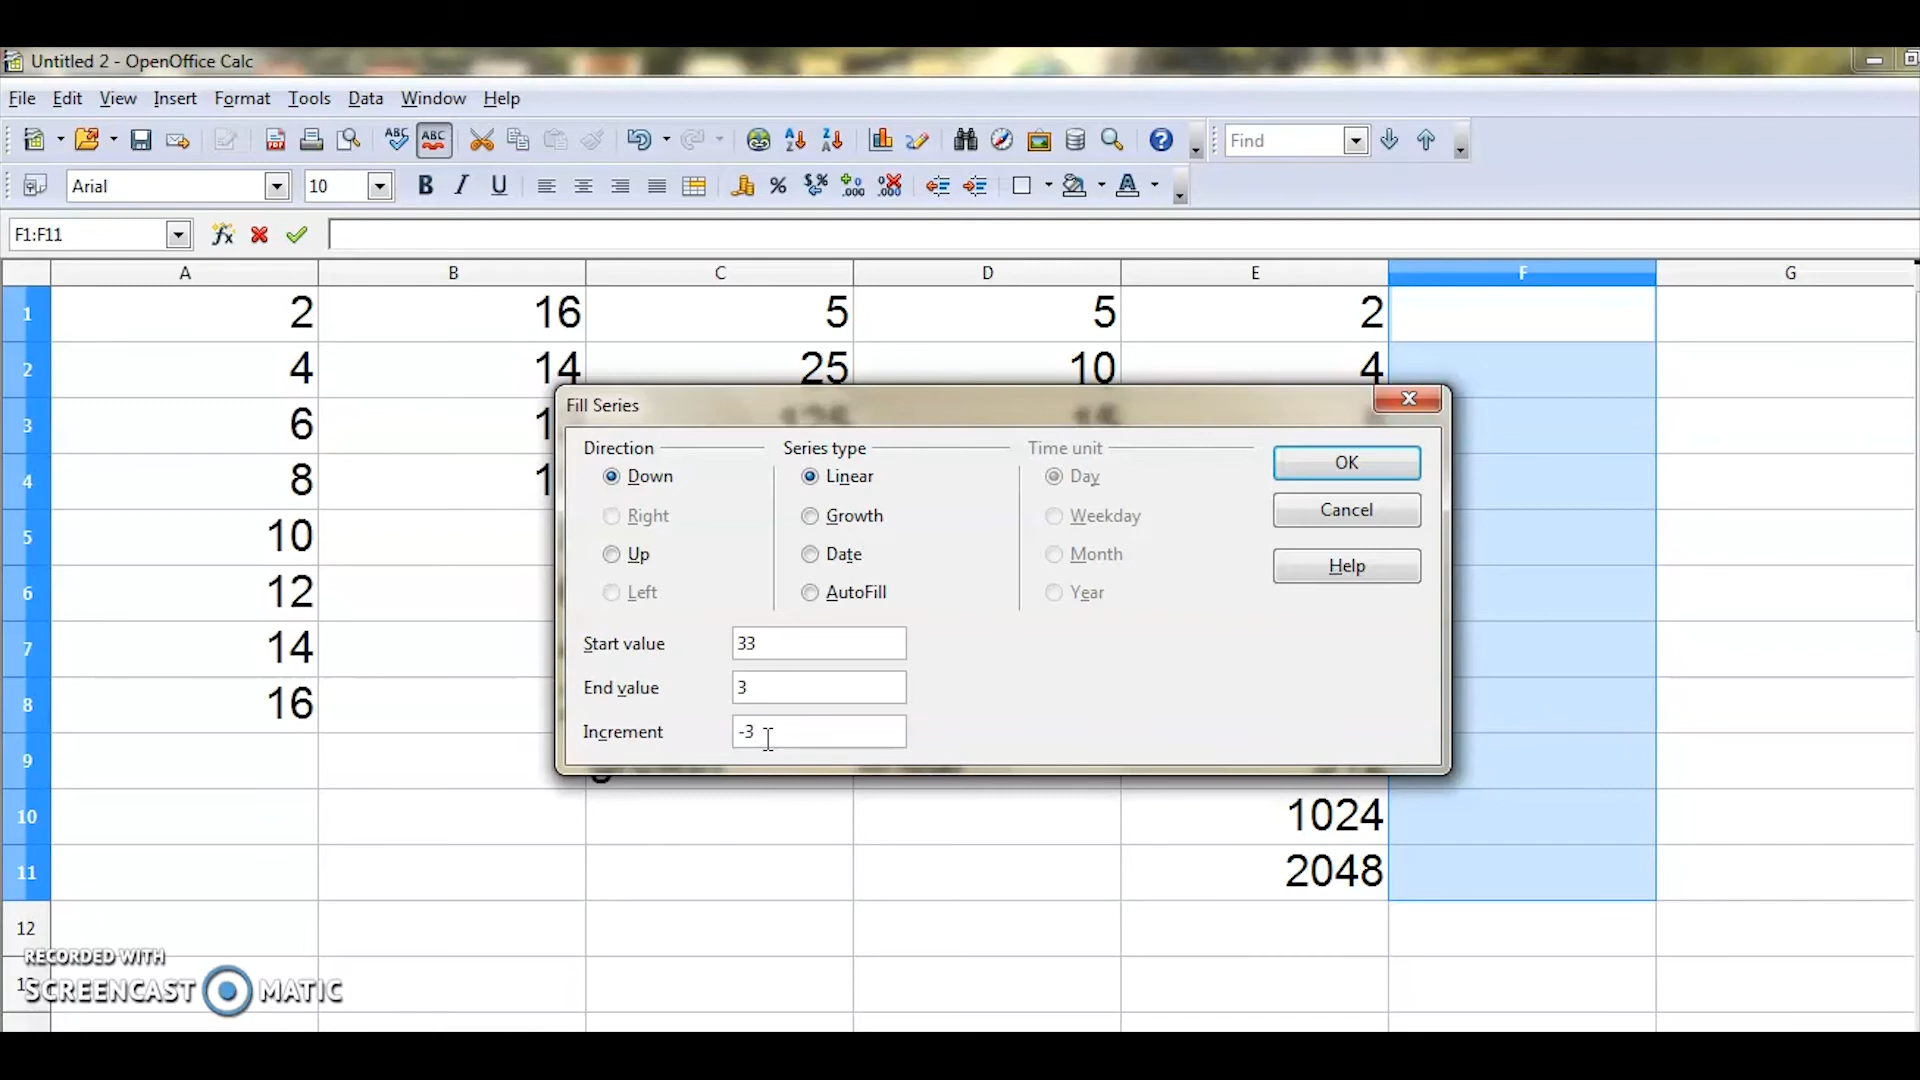 Untitled 2 - OpenOffice Calc
File Edit View Insert Format Tools Data Window Help
ABC ABC Find
Arial 10 B I U
F1:F11
A B C D E F G
1 2 16 5 5 2
2 4 14 25 10 4
3 6
4 8
5 10
6 12
7 14
8 16
9
10 1024
11 2048
12
Fill Series
Direction Series type Time unit
Down Linear Day OK
Right Growth Weekday Cancel
Up Date Month Help
Left AutoFill Year
Start value 33
End value 3
Increment -3
RECORDED WITH
SCREENCAST MATIC